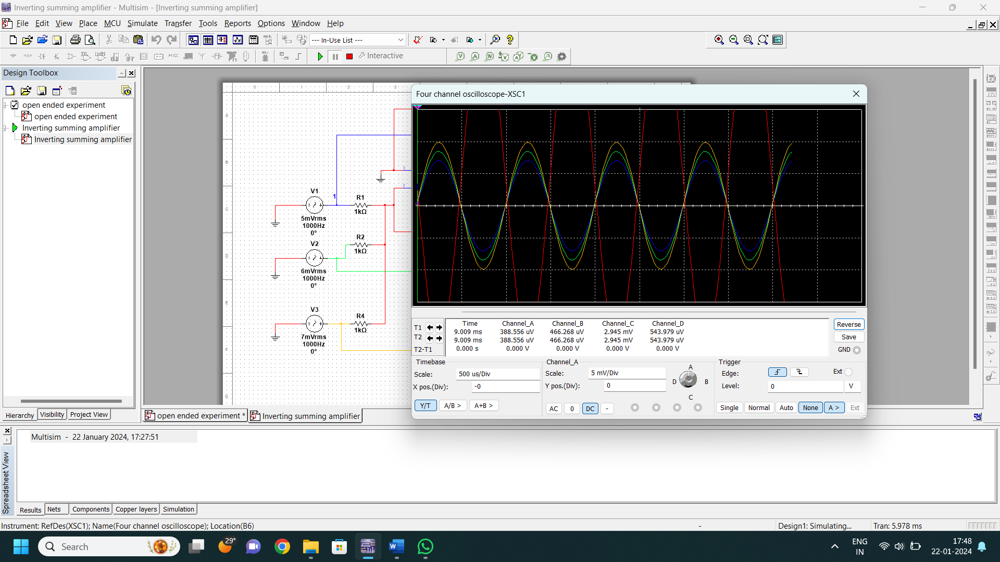 Inverting summing amplifier - Multisim - [Inverting summing amplifier]
File Edit View Place MCU Simulate Transfer Tools Reports Options Window Help
--- In-Use List ---
MISC
Interactive
Design Toolbox
open ended experiment
open ended experiment
Inverting summing amplifier
Inverting summing amplifier
Hierarchy Visibility Project View
0 1 2 3
A
B
C
D
E
F
G
3
2
V1
1
R1
1kΩ
5mVrms
1000Hz
0°
V2
R2
1kΩ
6mVrms
1000Hz
0°
V3
R4
1kΩ
7mVrms
1000Hz
0°
open ended experiment * Inverting summing amplifier
Four channel oscilloscope-XSC1
Time Channel_A Channel_B Channel_C Channel_D
T1 9.009 ms 388.556 uV 466.268 uV 2.945 mV 543.979 uV
T2 9.009 ms 388.556 uV 466.268 uV 2.945 mV 543.979 uV
T2-T1 0.000 s 0.000 V 0.000 V 0.000 V 0.000 V
Reverse
Save
GND
Timebase
Scale: 500 us/Div
X pos.(Div): -0
Y/T A/B > A+B >
Channel_A
Scale: 5 mV/Div
Y pos.(Div): 0
AC 0 DC -
A
D B
C
Trigger
Edge: Ext
Level: 0 V
Single Normal Auto None A > Ext
Spreadsheet View
Multisim - 22 January 2024, 17:27:51
Results Nets Components Copper layers Simulation
Instrument: RefDes(XSC1); Name(Four channel oscilloscope); Location(B6) - Design1: Simulating... Tran: 5.978 ms
Search
29°
ENG
IN
17:48
22-01-2024